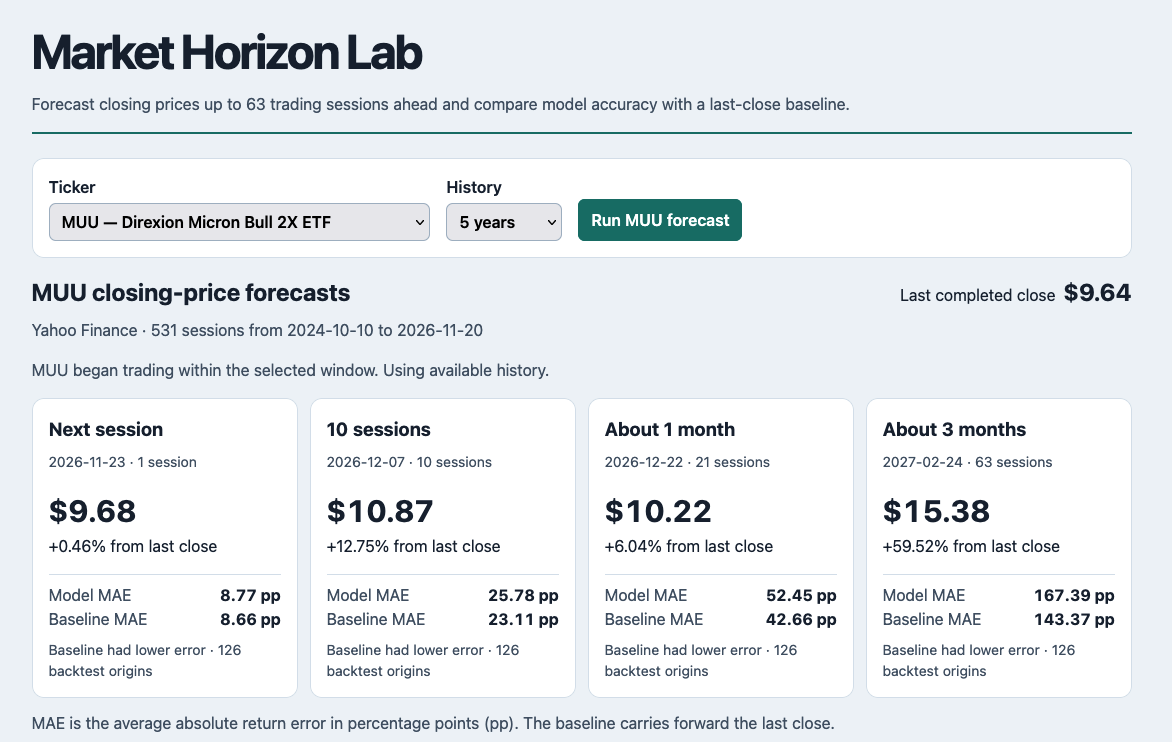 Market Horizon Lab
Forecast closing prices up to 63 trading sessions ahead and compare model accuracy with a last-close baseline.
Ticker
History
MUU — Direxion Micron Bull 2X ETF
5 years
Run MUU forecast
MUU closing-price forecasts
Last completed close $9.64
Yahoo Finance · 531 sessions from 2024-10-10 to 2026-11-20
MUU began trading within the selected window. Using available history.
Next session
2026-11-23 · 1 session
$9.68
+0.46% from last close
Model MAE 8.77 pp
Baseline MAE 8.66 pp
Baseline had lower error · 126
backtest origins
10 sessions
2026-12-07 · 10 sessions
$10.87
+12.75% from last close
Model MAE 25.78 pp
Baseline MAE 23.11 pp
Baseline had lower error · 126
backtest origins
About 1 month
2026-12-22 · 21 sessions
$10.22
+6.04% from last close
Model MAE 52.45 pp
Baseline MAE 42.66 pp
Baseline had lower error · 126
backtest origins
About 3 months
2027-02-24 · 63 sessions
$15.38
+59.52% from last close
Model MAE 167.39 pp
Baseline MAE 143.37 pp
Baseline had lower error · 126
backtest origins
MAE is the average absolute return error in percentage points (pp). The baseline carries forward the last close.